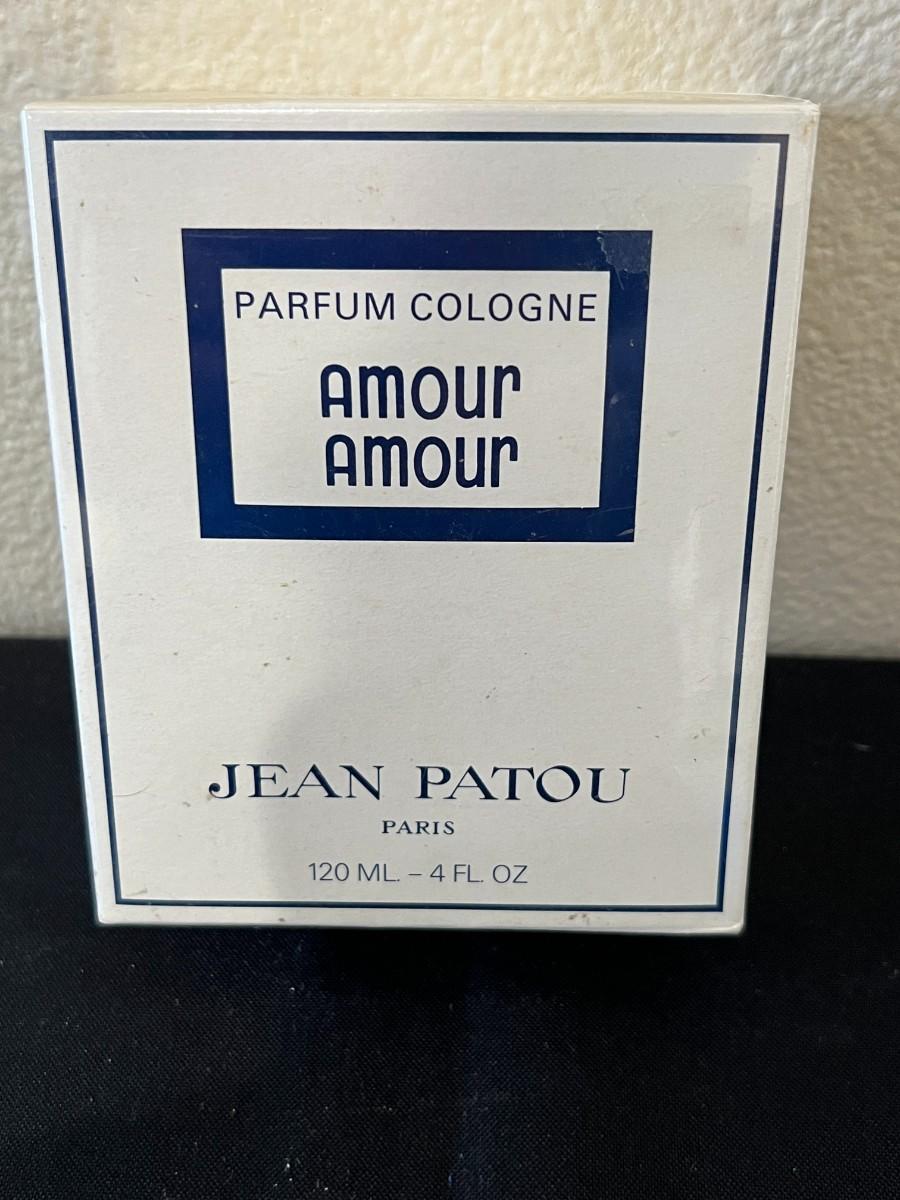 PARFUM COLOGNE
Amour
Amour
JEAN PATOU
PARIS
120 ML. – 4 FL. OZ